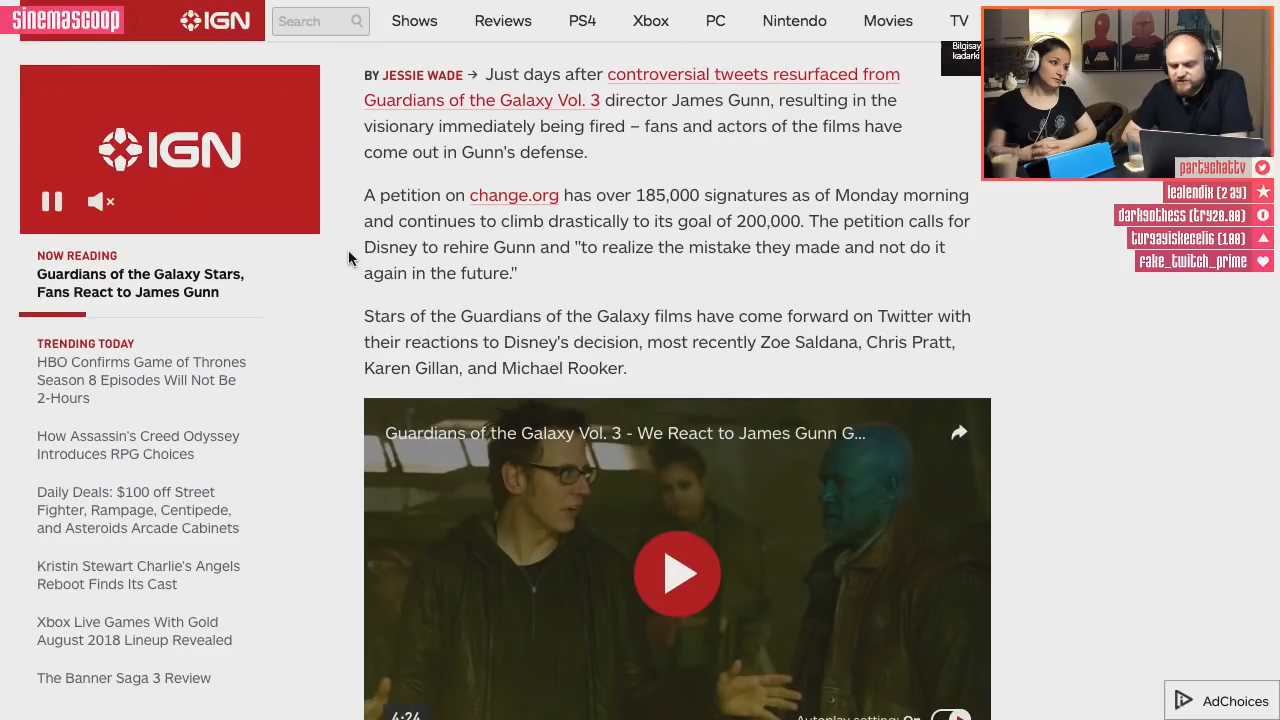 sinemascoop
IGN
Search
Shows
Reviews
PS4
Xbox
PC
Nintendo
Movies
TV
Bilgisay
kadarki
IGN
NOW READING
Guardians of the Galaxy Stars,
Fans React to James Gunn
TRENDING TODAY
HBO Confirms Game of Thrones
Season 8 Episodes Will Not Be
2-Hours
How Assassin's Creed Odyssey
Introduces RPG Choices
Daily Deals: $100 off Street
Fighter, Rampage, Centipede,
and Asteroids Arcade Cabinets
Kristin Stewart Charlie's Angels
Reboot Finds Its Cast
Xbox Live Games With Gold
August 2018 Lineup Revealed
The Banner Saga 3 Review
BY JESSIE WADE → Just days after controversial tweets resurfaced from
Guardians of the Galaxy Vol. 3 director James Gunn, resulting in the
visionary immediately being fired – fans and actors of the films have
come out in Gunn's defense.
A petition on change.org has over 185,000 signatures as of Monday morning
and continues to climb drastically to its goal of 200,000. The petition calls for
Disney to rehire Gunn and "to realize the mistake they made and not do it
again in the future."
Stars of the Guardians of the Galaxy films have come forward on Twitter with
their reactions to Disney's decision, most recently Zoe Saldana, Chris Pratt,
Karen Gillan, and Michael Rooker.
Guardians of the Galaxy Vol. 3 - We React to James Gunn G...
4:24
Autoplay setting: On
partychattv
lealendix (2 ay)
darkgothess (try20.00)
turgayiskecel16 (100)
fake_twitch_prime
AdChoices